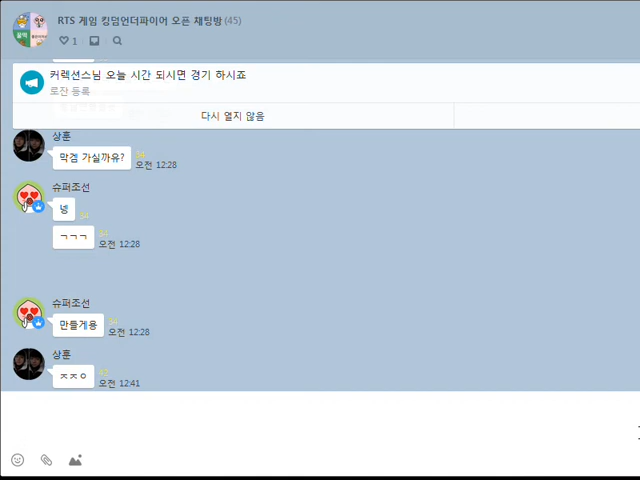 RTS 게임 킹덤언더파이어 오픈 채팅방 (45)
1
커렉션스님 오늘 시간 되시면 경기 하시죠
로잔 등록
다시 열지 않음
상훈
막겜 가실까유?
오전 12:28
슈퍼조선
넹
34
ㄱㄱㄱ
오전 12:28
슈퍼조선
만들게용
오전 12:28
상훈
ㅈㅈㅇ
오전 12:41